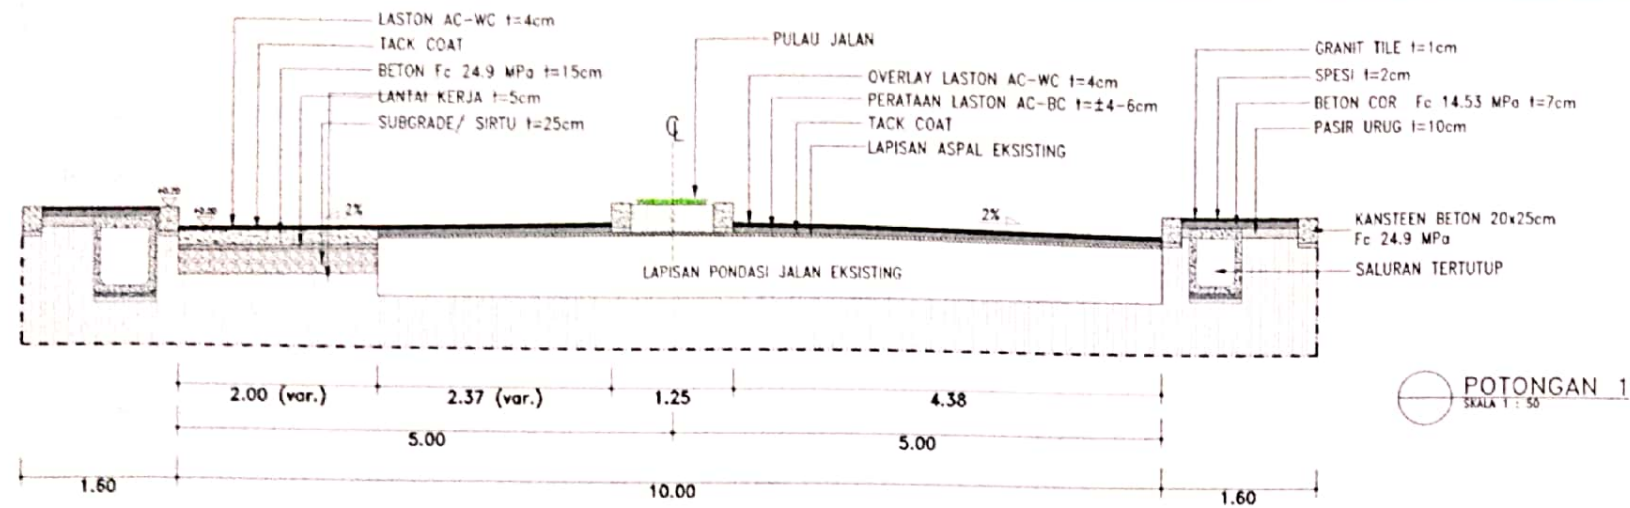 LASTON AC-WC t=4cm
TACK COAT
BETON Fc 24.9 MPa t=15cm
LANTAI KERJA t=5cm
SUBGRADE/ SIRTU t=25cm
PULAU JALAN
OVERLAY LASTON AC-WC t=4cm
PERATAAN LASTON AC-BC t=±4-6cm
TACK COAT
LAPISAN ASPAL EKSISTING
GRANIT TILE t=1cm
SPESI t=2cm
BETON COR Fc 14.53 MPa t=7cm
PASIR URUG t=10cm
℄
+0.20
±0.00
2%
2%
KANSTEEN BETON 20x25cm
Fc 24.9 MPa
SALURAN TERTUTUP
LAPISAN PONDASI JALAN EKSISTING
2.00 (var.) 2.37 (var.) 1.25 4.38
5.00 5.00
1.60 10.00 1.60
POTONGAN 1
SKALA 1 : 50